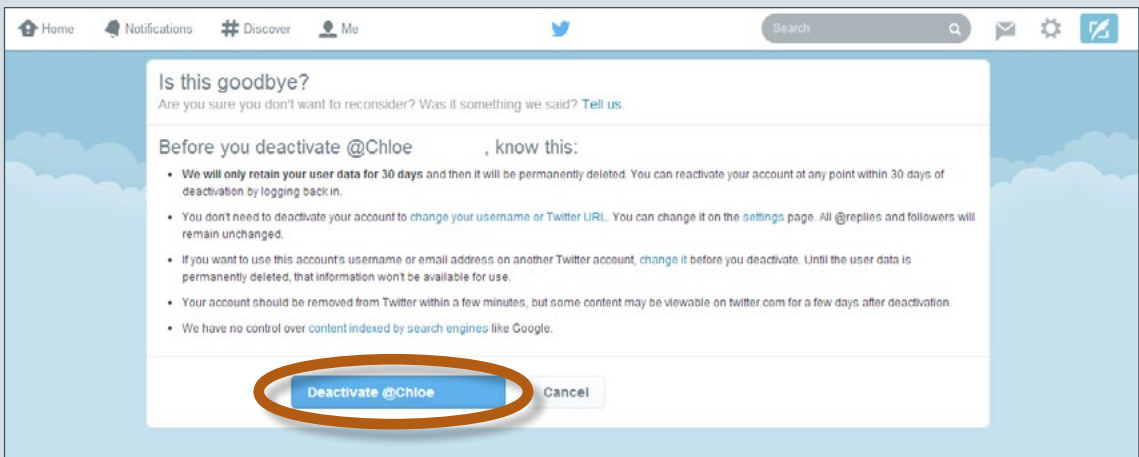 Home Notifications # Discover Me Search
Is this goodbye?
Are you sure you don't want to reconsider? Was it something we said? Tell us.
Before you deactivate @Chloe , know this:
• We will only retain your user data for 30 days and then it will be permanently deleted. You can reactivate your account at any point within 30 days of
deactivation by logging back in.
• You don't need to deactivate your account to change your username or Twitter URL. You can change it on the settings page. All @replies and followers will
remain unchanged.
• If you want to use this account's username or email address on another Twitter account, change it before you deactivate. Until the user data is
permanently deleted, that information won't be available for use.
• Your account should be removed from Twitter within a few minutes, but some content may be viewable on twitter.com for a few days after deactivation.
• We have no control over content indexed by search engines like Google.
Deactivate @Chloe Cancel